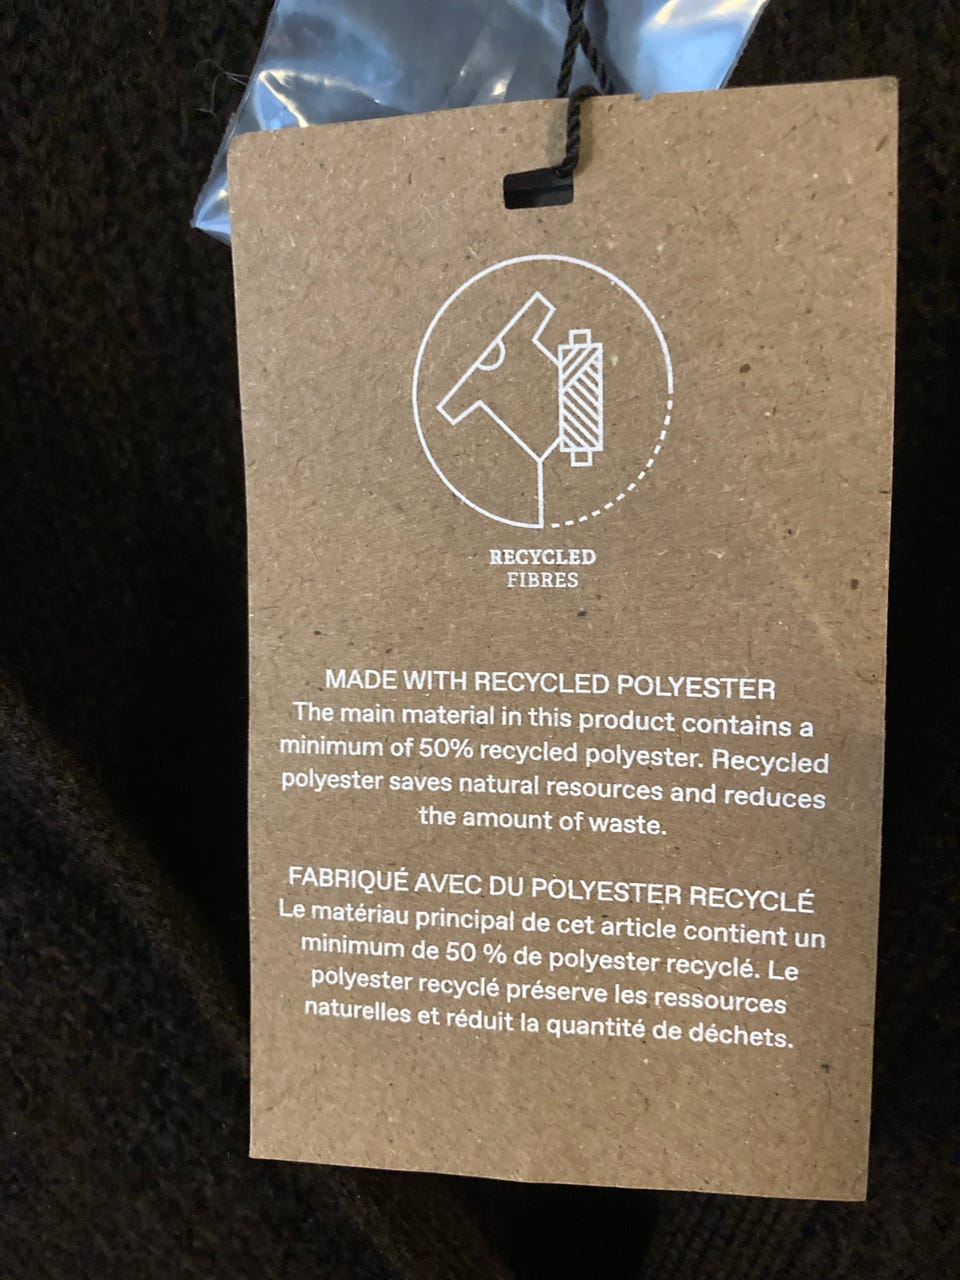 RECYCLED
FIBRES
MADE WITH RECYCLED POLYESTER
The main material in this product contains a
minimum of 50% recycled polyester. Recycled
polyester saves natural resources and reduces
the amount of waste.
FABRIQUÉ AVEC DU POLYESTER RECYCLÉ
Le matériau principal de cet article contient un
minimum de 50 % de polyester recyclé. Le
polyester recyclé préserve les ressources
naturelles et réduit la quantité de déchets.